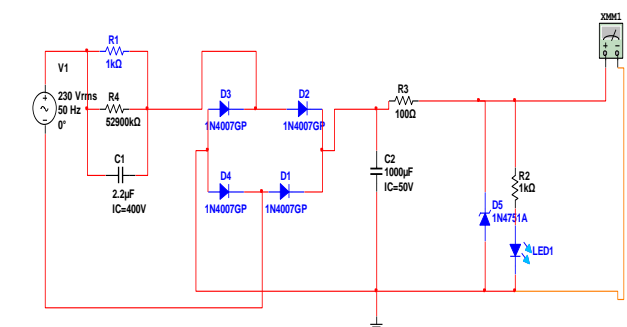 XMM1
R1
1kΩ
V1
230 Vrms
50 Hz
0°
R4
52900kΩ
C1
2.2µF
IC=400V
D3
1N4007GP
D2
1N4007GP
D4
1N4007GP
D1
1N4007GP
R3
100Ω
C2
1000µF
IC=50V
R2
1kΩ
D5
1N4751A
LED1